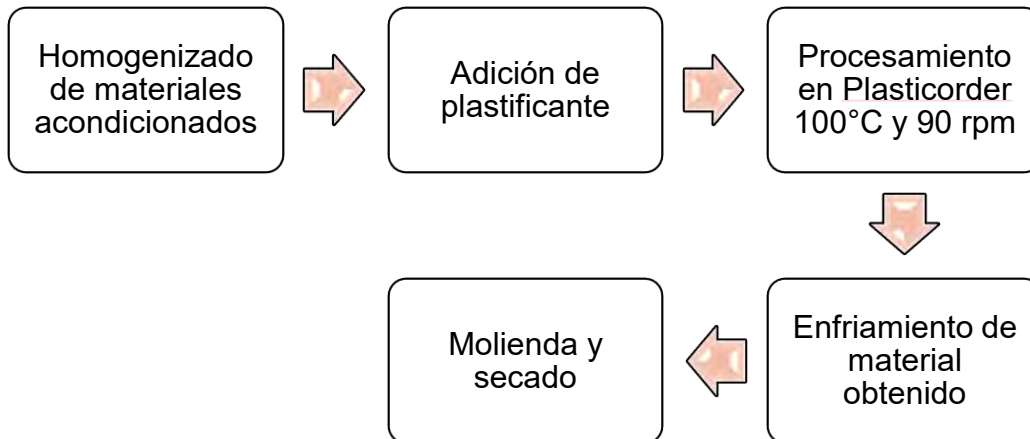 Homogenizado
de materiales
acondicionados
Adición de
plastificante
Procesamiento
en Plasticorder
100°C y 90 rpm
Enfriamiento de
material
obtenido
Molienda y
secado